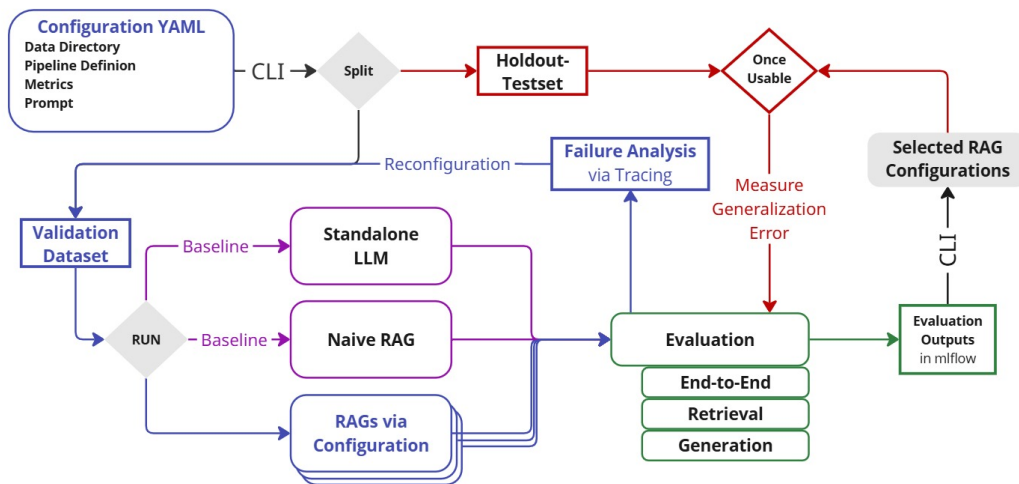 Configuration YAML
Data Directory
Pipeline Definion
Metrics
Prompt
CLI
Split
Holdout-
Testset
Once
Usable
Reconfiguration
Failure Analysis
via Tracing
Selected RAG
Configurations
Measure
Generalization
Error
Validation
Dataset
Baseline
Standalone
LLM
CLI
RUN
Baseline
Naive RAG
Evaluation
Evaluation
Outputs
in mlflow
End-to-End
Retrieval
Generation
RAGs via
Configuration